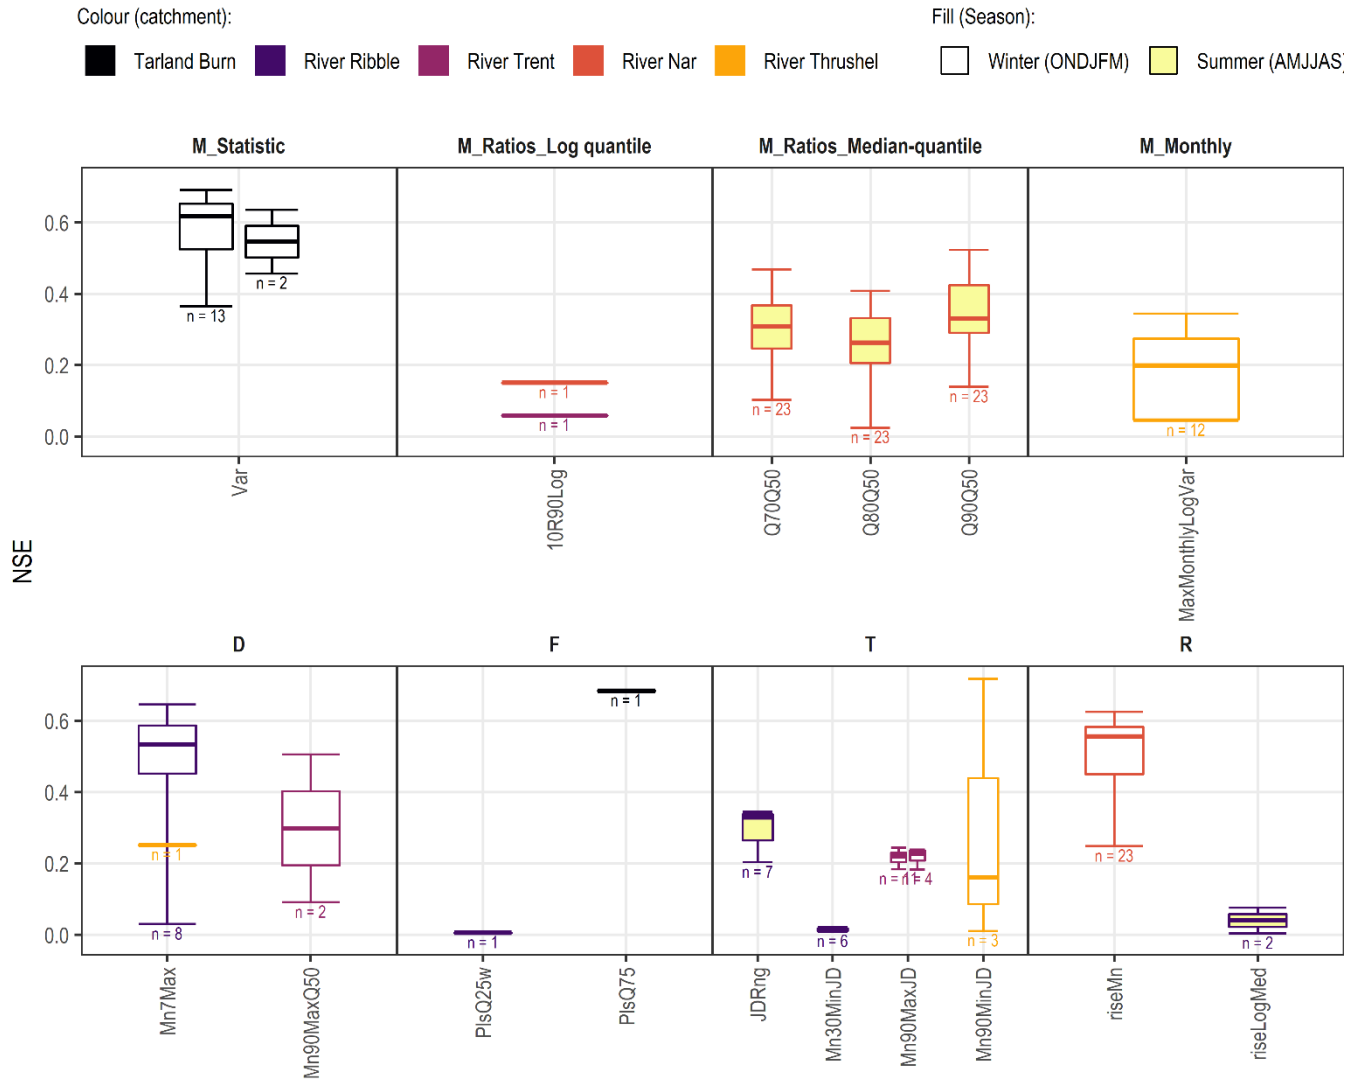 Colour (catchment): Fill (Season):
Tarland Burn River Ribble River Trent River Nar River Thrushel Winter (ONDJFM) Summer (AMJJAS)
M_Statistic M_Ratios_Log quantile M_Ratios_Median-quantile M_Monthly
0.6
0.4
0.2
0.0
n = 13
n = 2
n = 1
n = 1
n = 23
n = 23
n = 23
n = 12
Var
10R90Log
Q70Q50
Q80Q50
Q90Q50
MaxMonthlyLogVar
NSE
D F T R
0.6
0.4
0.2
0.0
n = 1
n = 8
n = 2
n = 1
n = 1
n = 7
n = 6
n = 4
n = 3
n = 23
n = 2
Mn7Max
Mn90MaxQ50
PlsQ25w
PlsQ75
JDRng
Mn30MinJD
Mn90MaxJD
Mn90MinJD
riseMn
riseLogMed